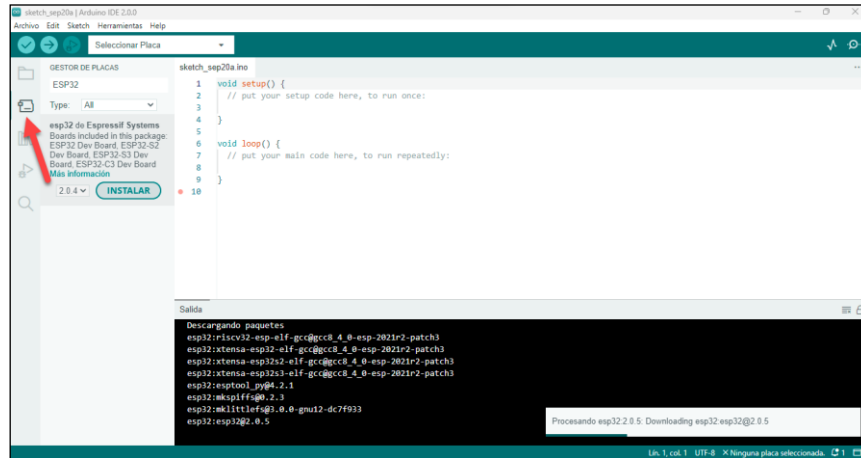 sketch_sep20a | Arduino IDE 2.0.0
Archivo Edit Sketch Herramientas Help
Seleccionar Placa
GESTOR DE PLACAS
ESP32
Type: All
esp32 de Espressif Systems
Boards included in this package:
ESP32 Dev Board, ESP32-S2
Dev Board, ESP32-S3 Dev
Board, ESP32-C3 Dev Board
Más información
2.0.4 INSTALAR
sketch_sep20a.ino
1 void setup() {
2 // put your setup code here, to run once:
3
4 }
5
6 void loop() {
7 // put your main code here, to run repeatedly:
8
9 }
10
Salida
Descargando paquetes
esp32:riscv32-esp-elf-gcc@gcc8_4_0-esp-2021r2-patch3
esp32:xtensa-esp32-elf-gcc@gcc8_4_0-esp-2021r2-patch3
esp32:xtensa-esp32s2-elf-gcc@gcc8_4_0-esp-2021r2-patch3
esp32:xtensa-esp32s3-elf-gcc@gcc8_4_0-esp-2021r2-patch3
esp32:esptool_py@4.2.1
esp32:mkspiffs@0.2.3
esp32:mklittlefs@3.0.0-gnu12-dc7f933
esp32:esp32@2.0.5
Procesando esp32:2.0.5: Downloading esp32:esp32@2.0.5
Lín. 1, col. 1 UTF-8 × Ninguna placa seleccionada. 1